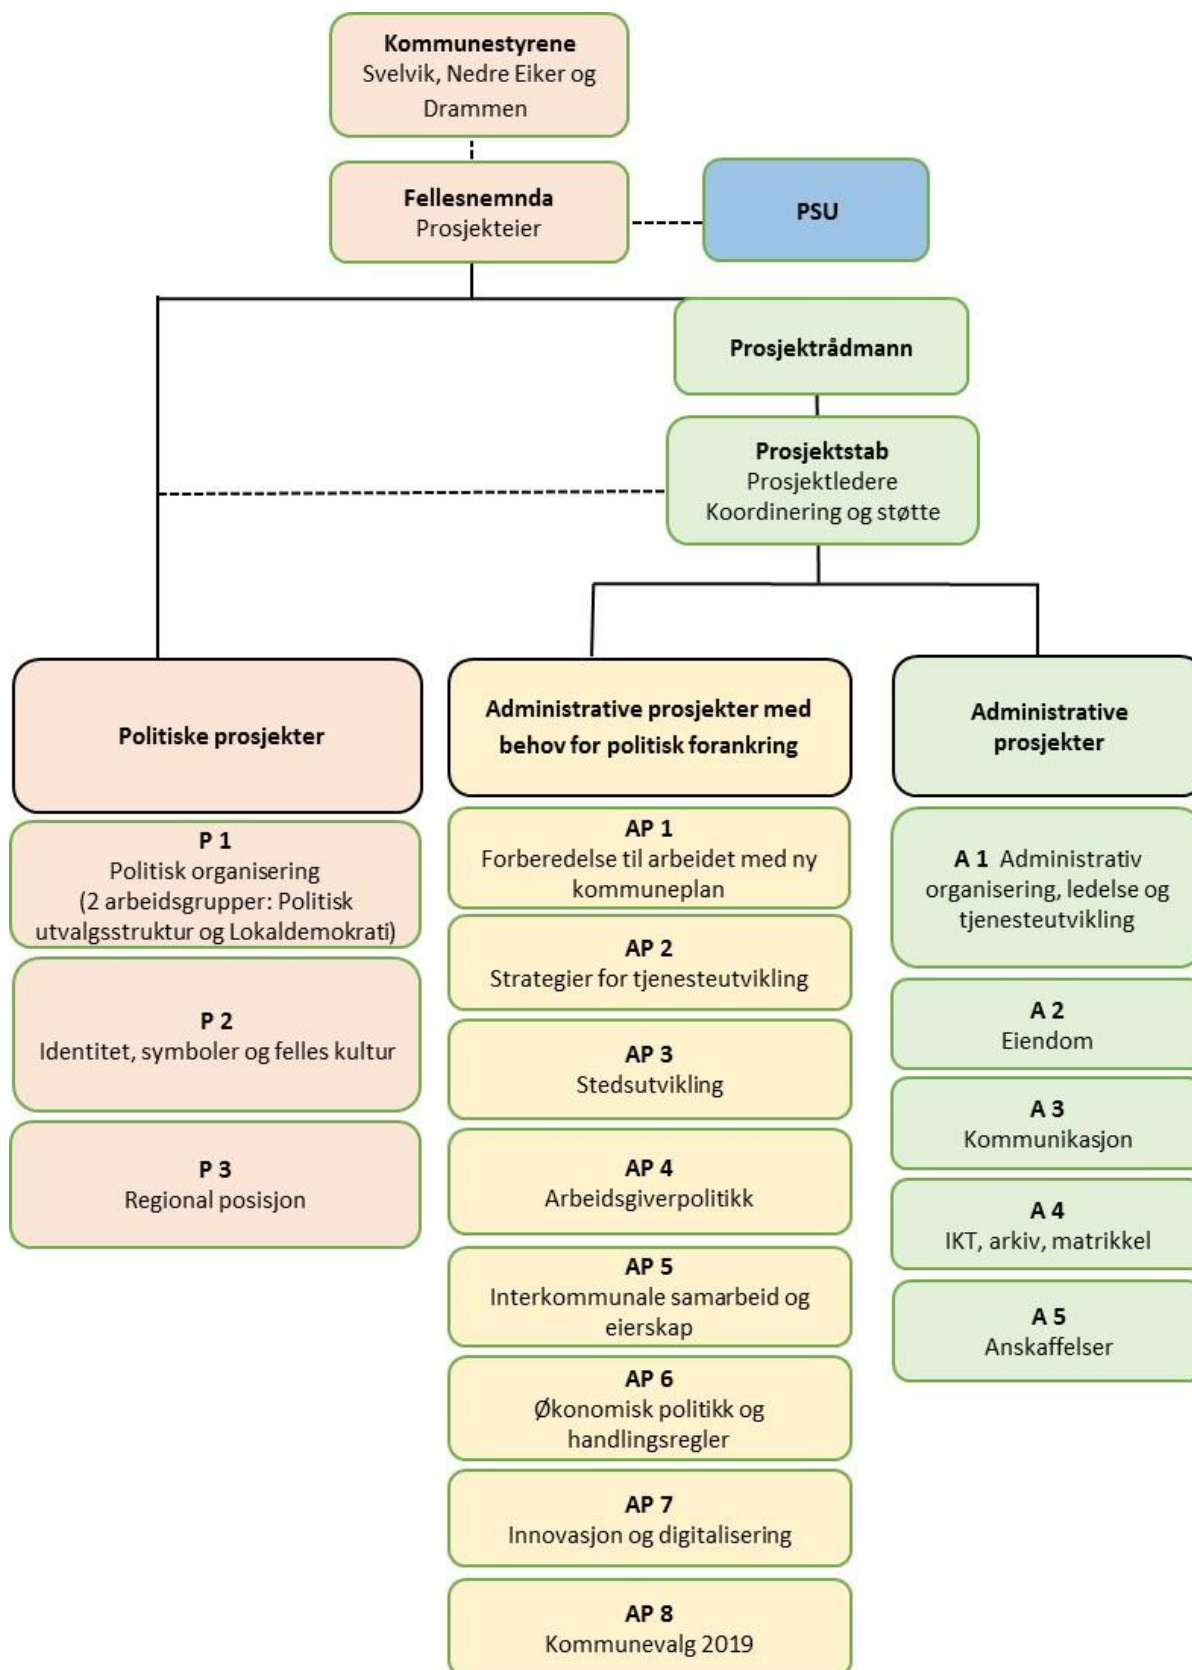 Kommunestyrene
Svelvik, Nedre Eiker og
Drammen
Fellesnemnda
Prosjekteier
PSU
Prosjektrådmann
Prosjektstab
Prosjektledere
Koordinering og støtte
Politiske prosjekter
P 1
Politisk organisering
(2 arbeidsgrupper: Politisk
utvalgsstruktur og Lokaldemokrati)
P 2
Identitet, symboler og felles kultur
P 3
Regional posisjon
Administrative prosjekter med
behov for politisk forankring
AP 1
Forberedelse til arbeidet med ny
kommuneplan
AP 2
Strategier for tjenesteutvikling
AP 3
Stedsutvikling
AP 4
Arbeidsgiverpolitikk
AP 5
Interkommunale samarbeid og
eierskap
AP 6
Økonomisk politikk og
handlingsregler
AP 7
Innovasjon og digitalisering
AP 8
Kommunevalg 2019
Administrative
prosjekter
A 1 Administrativ
organisering, ledelse og
tjenesteutvikling
A 2
Eiendom
A 3
Kommunikasjon
A 4
IKT, arkiv, matrikkel
A 5
Anskaffelser